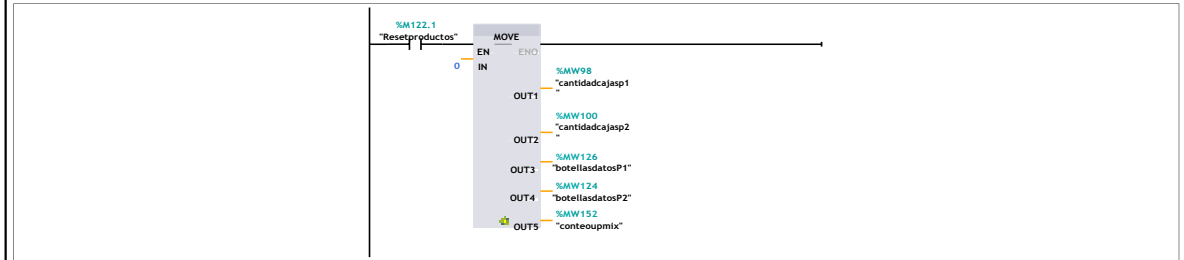 %M122.1
"Resetproductos"
MOVE
EN
ENO
0
IN
%MW98
"cantidadcajasp1
"
OUT1
%MW100
"cantidadcajasp2
"
OUT2
%MW126
OUT3
"botellasdatosP1"
%MW124
OUT4
"botellasdatosP2"
%MW152
OUT5
"conteoupmix"